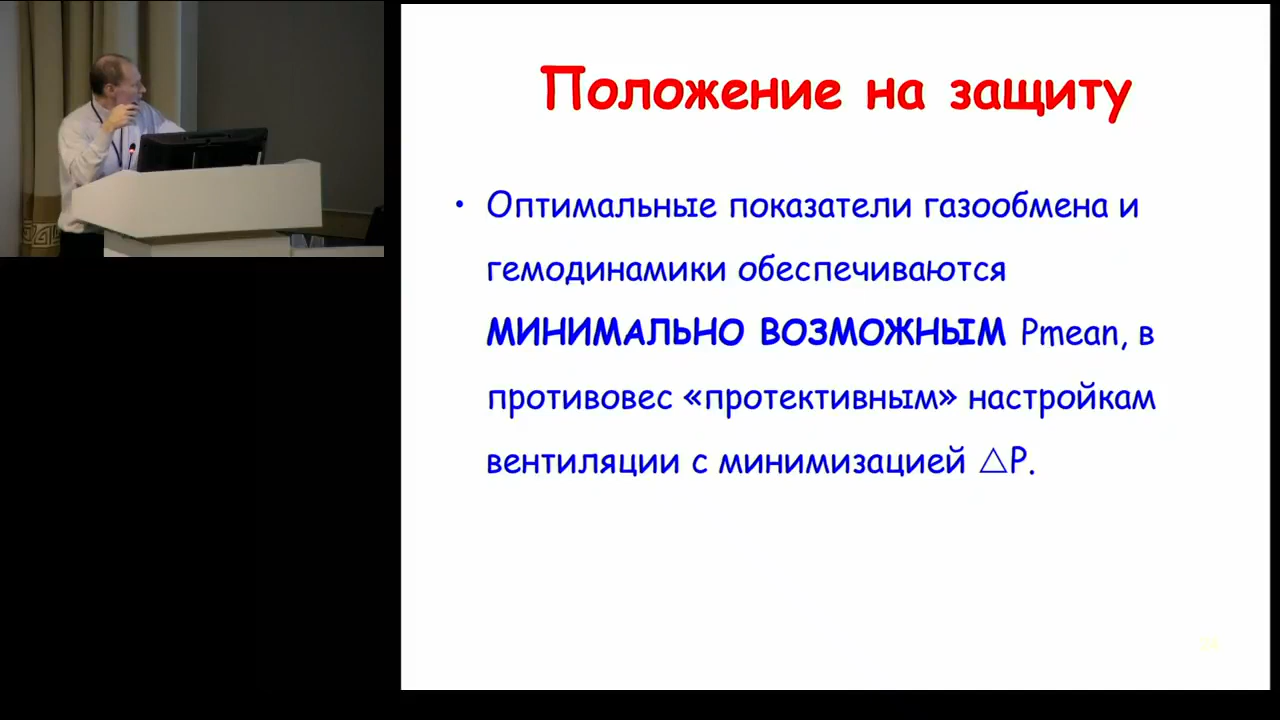 Положение на защиту
• Оптимальные показатели газообмена и
гемодинамики обеспечиваются
МИНИМАЛЬНО ВОЗМОЖНЫМ Pmean, в
противовес «протективным» настройкам
вентиляции с минимизацией △P.